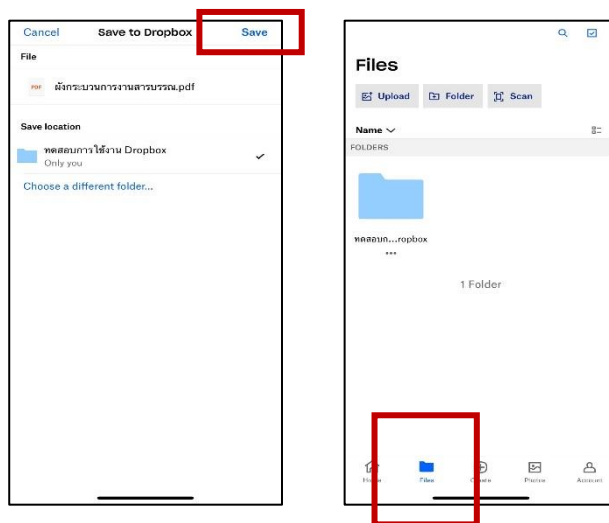 Cancel Save to Dropbox Save
File
PDF ผังกระบวนการงานสารบรรณ.pdf
Save location
ทดสอบการใช้งาน Dropbox
Only you
Choose a different folder...
Files
Upload Folder Scan
Name
FOLDERS
ทดสอบก...ropbox
1 Folder
Home Files Create Photos Account